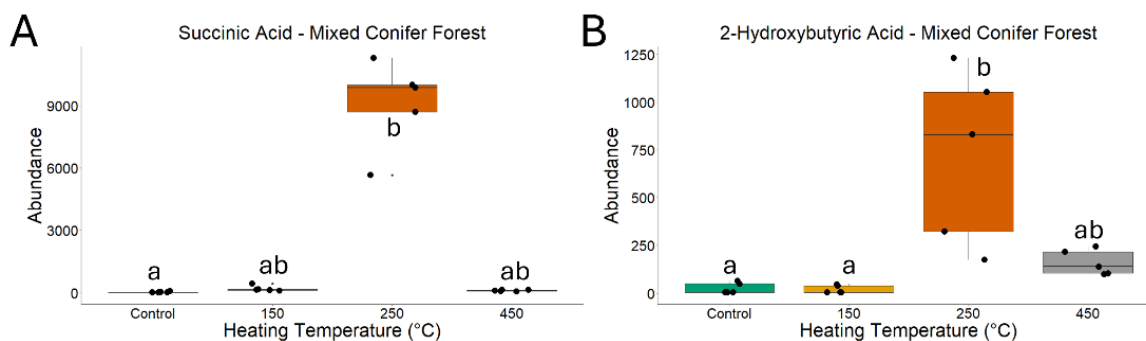 A
Succinic Acid - Mixed Conifer Forest
Abundance
9000
6000
3000
0
a
ab
b
ab
Control
150
250
450
Heating Temperature (°C)
B
2-Hydroxybutyric Acid - Mixed Conifer Forest
Abundance
1250
1000
750
500
250
0
a
a
b
ab
Control
150
250
450
Heating Temperature (°C)